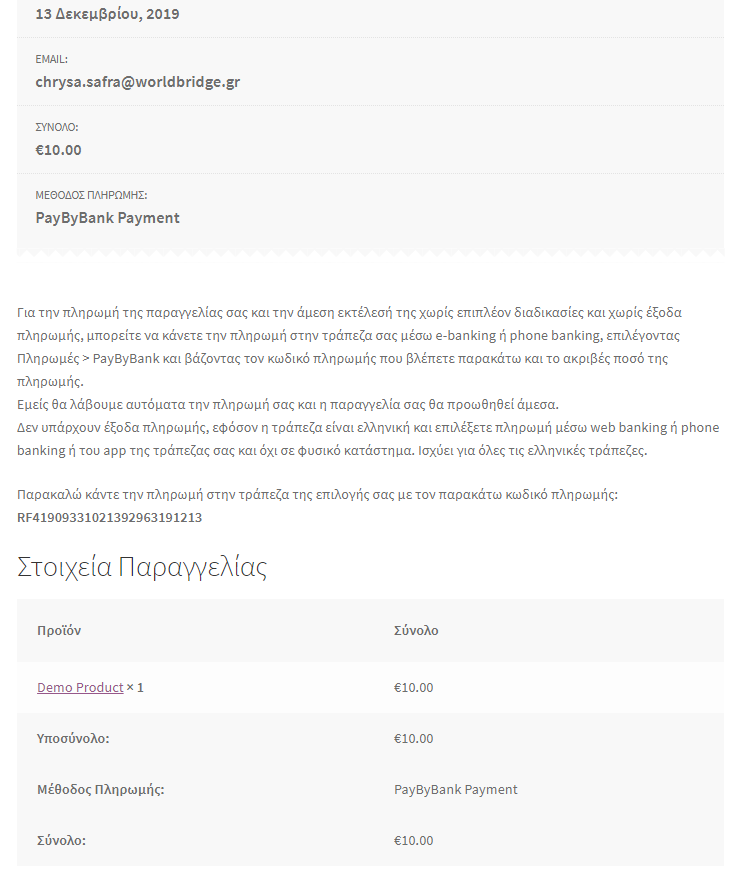 13 Δεκεμβρίου, 2019
EMAIL:
chrysa.safra@worldbridge.gr
ΣΥΝΟΛΟ:
€10.00
ΜΕΘΟΔΟΣ ΠΛΗΡΩΜΗΣ:
PayByBank Payment
Για την πληρωμή της παραγγελίας σας και την άμεση εκτέλεσή της χωρίς επιπλέον διαδικασίες και χωρίς έξοδα
πληρωμής, μπορείτε να κάνετε την πληρωμή στην τράπεζα σας μέσω e-banking ή phone banking, επιλέγοντας
Πληρωμές > PayByBank και βάζοντας τον κωδικό πληρωμής που βλέπετε παρακάτω και το ακριβές ποσό της
πληρωμής.
Εμείς θα λάβουμε αυτόματα την πληρωμή σας και η παραγγελία σας θα προωθηθεί άμεσα.
Δεν υπάρχουν έξοδα πληρωμής, εφόσον η τράπεζα είναι ελληνική και επιλέξετε πληρωμή μέσω web banking ή phone
banking ή του app της τράπεζας σας και όχι σε φυσικό κατάστημα. Ισχύει για όλες τις ελληνικές τράπεζες.
Παρακαλώ κάντε την πληρωμή στην τράπεζα της επιλογής σας με τον παρακάτω κωδικό πληρωμής:
RF41909331021392963191213
Στοιχεία Παραγγελίας
Προϊόν Σύνολο
Demo Product × 1 €10.00
Υποσύνολο: €10.00
Μέθοδος Πληρωμής: PayByBank Payment
Σύνολο: €10.00